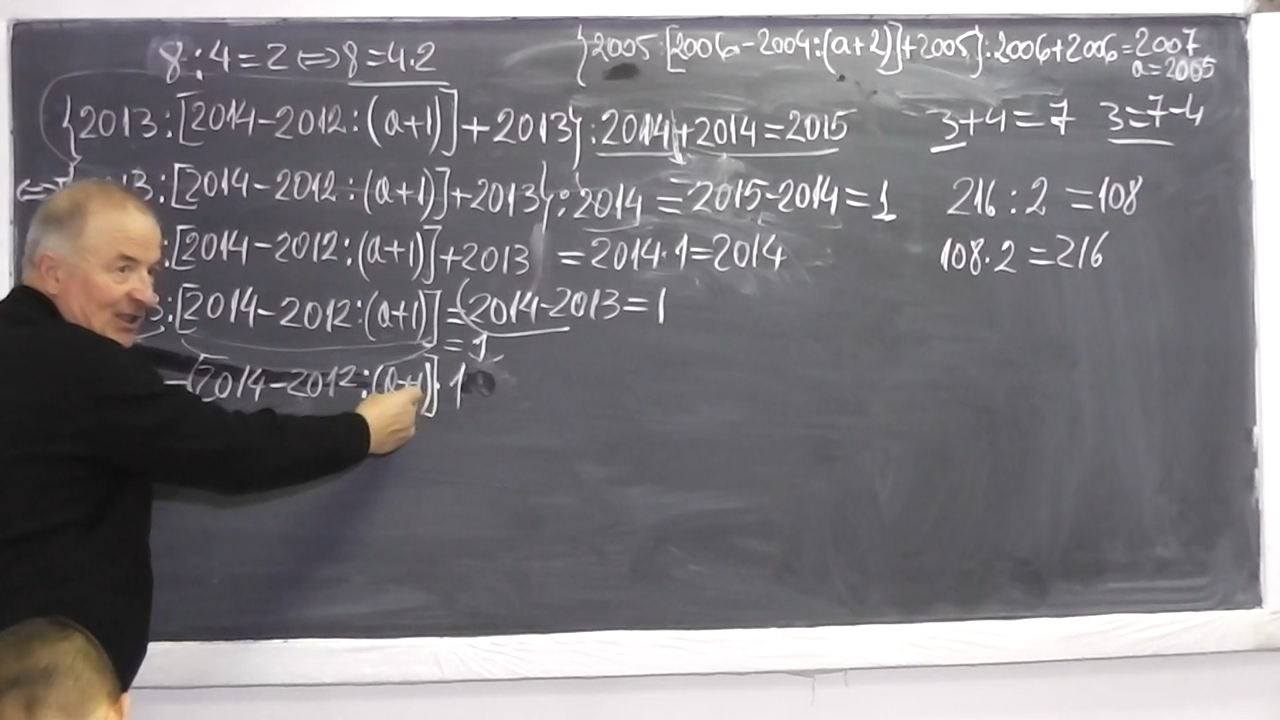 8:4=2⇔8=4·2
{2005:[2006-2004:(a+2)]+2005}:2006+2006=2007
a=2005
{2013:[2014-2012:(a+1)]+2013}:2014+2014=2015
3+4=7 3=7-4
⇔ 3:[2014-2012:(a+1)]+2013}:2014=2015-2014=1
216:2=108
:[2014-2012:(a+1)]+2013 =2014·1=2014
108·2=216
3:[2014-2012:(a+1)]=2014-2013=1
=1
=[2014-2012:(a+1)]·1